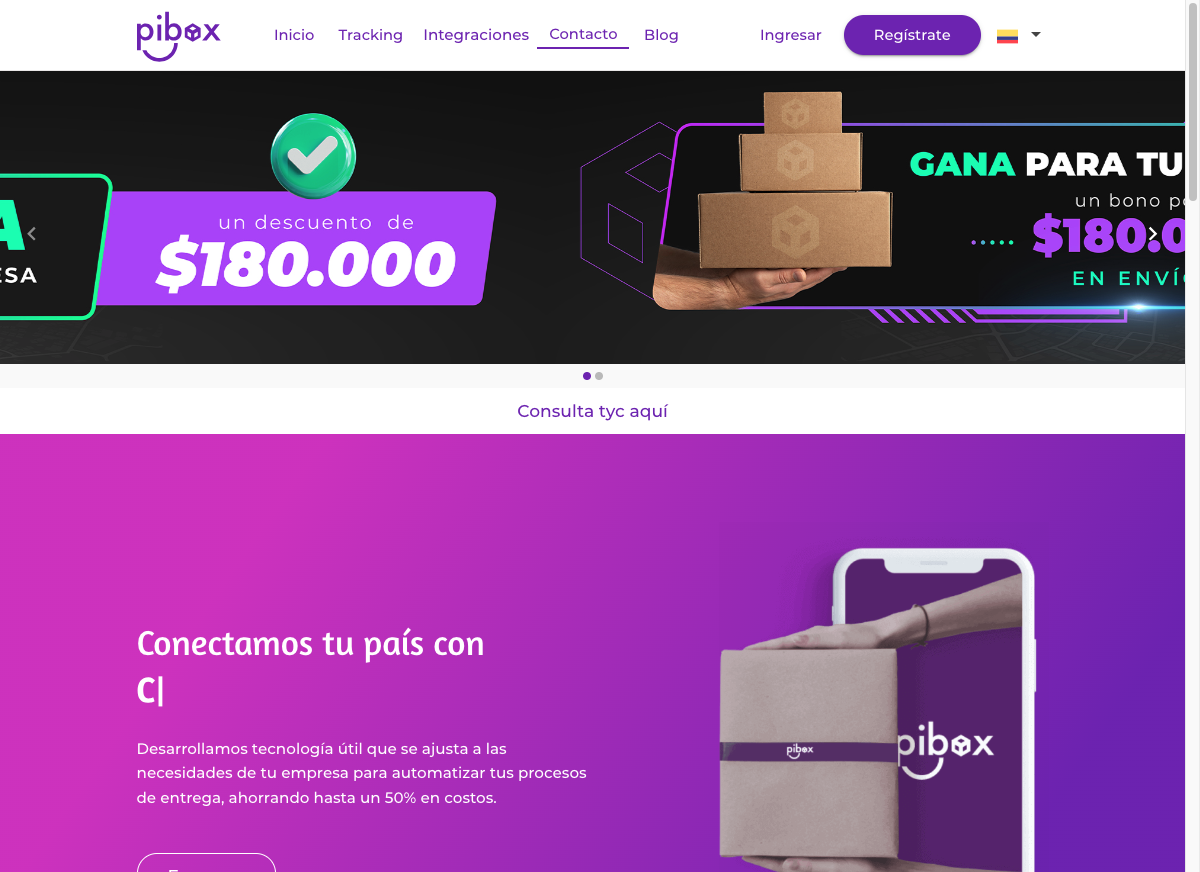 pibox
Inicio
Tracking
Integraciones
Contacto
Blog
Ingresar
Regístrate
A
ESA
un descuento de
$180.000
GANA PARA TU
un bono
$180.0
EN ENVÍ
Consulta tyc aquí
Conectamos tu país con
C|
Desarrollamos tecnología útil que se ajusta a las
necesidades de tu empresa para automatizar tus procesos
de entrega, ahorrando hasta un 50% en costos.
pibox
pibox